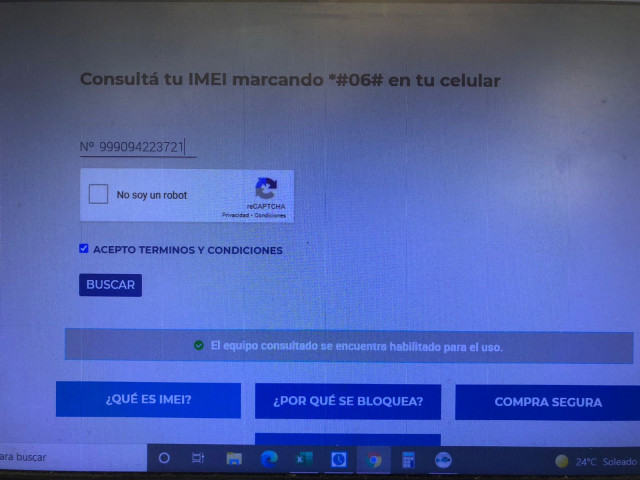 Consultá tu IMEI marcando *#06# en tu celular
Nº 999094223721
No soy un robot
reCAPTCHA
Privacidad - Condiciones
ACEPTO TERMINOS Y CONDICIONES
BUSCAR
El equipo consultado se encuentra habilitado para el uso.
¿QUÉ ES IMEI?
¿POR QUÉ SE BLOQUEA?
COMPRA SEGURA
ara buscar
24°C Soleado